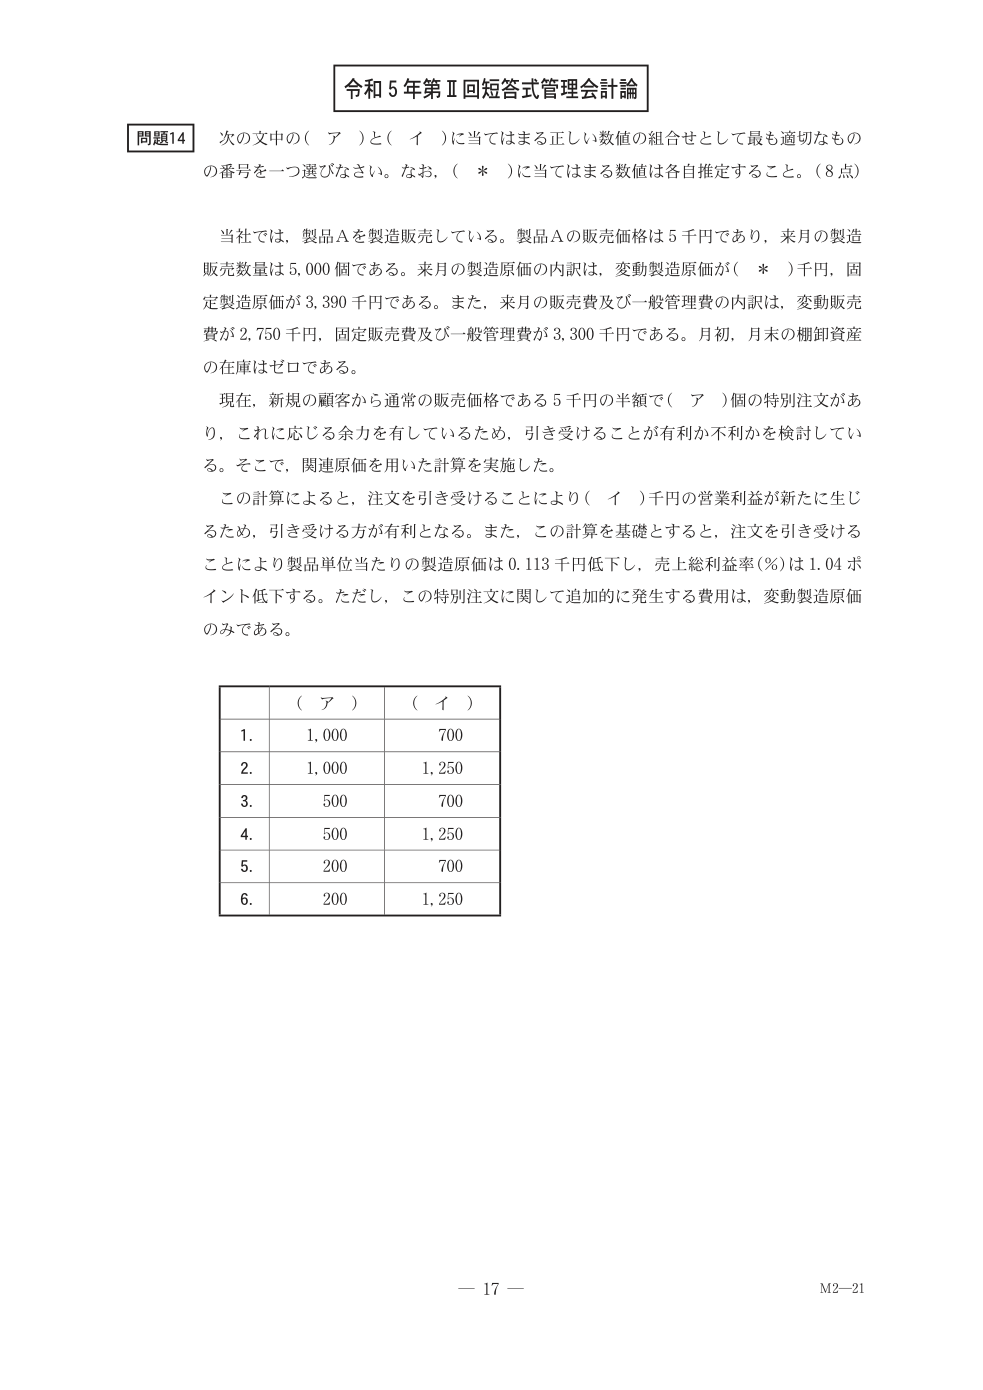 令和5年第Ⅱ回短答式管理会計論
問題14 次の文中の( ア )と( イ )に当てはまる正しい数値の組合せとして最も適切なもの
の番号を一つ選びなさい。なお，( ＊ )に当てはまる数値は各自推定すること。(8点)
当社では，製品Ａを製造販売している。製品Ａの販売価格は5千円であり，来月の製造
販売数量は5,000個である。来月の製造原価の内訳は，変動製造原価が( ＊ )千円，固
定製造原価が3,390千円である。また，来月の販売費及び一般管理費の内訳は，変動販売
費が2,750千円，固定販売費及び一般管理費が3,300千円である。月初，月末の棚卸資産
の在庫はゼロである。
現在，新規の顧客から通常の販売価格である5千円の半額で( ア )個の特別注文があ
り，これに応じる余力を有しているため，引き受けることが有利か不利かを検討してい
る。そこで，関連原価を用いた計算を実施した。
この計算によると，注文を引き受けることにより( イ )千円の営業利益が新たに生じ
るため，引き受ける方が有利となる。また，この計算を基礎とすると，注文を引き受ける
ことにより製品単位当たりの製造原価は0.113千円低下し，売上総利益率(％)は1.04ポ
イント低下する。ただし，この特別注文に関して追加的に発生する費用は，変動製造原価
のみである。
( ア ) ( イ )
1. 1,000 700
2. 1,000 1,250
3. 500 700
4. 500 1,250
5. 200 700
6. 200 1,250
― 17 ― M2―21